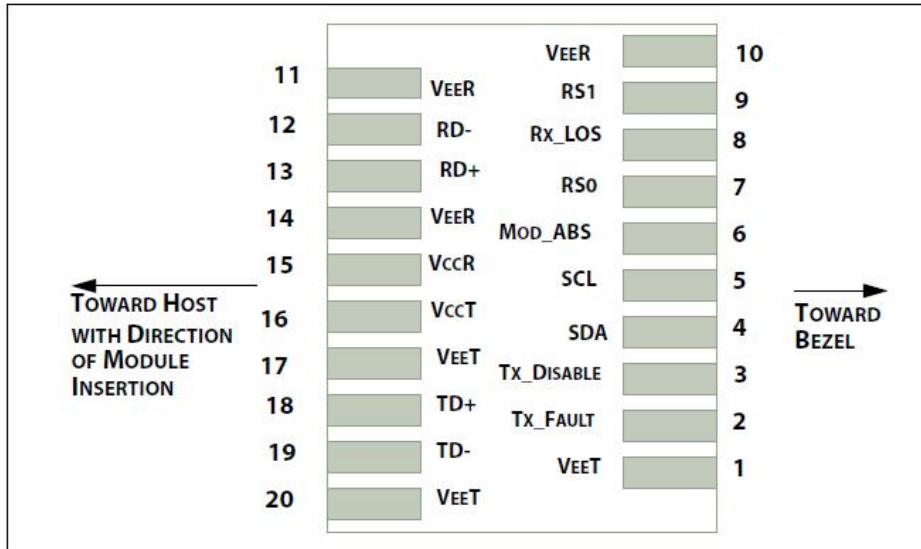 11 VEER
12 RD-
13 RD+
14 VEER
15 VCCR
16 VCCT
17 VEET
18 TD+
19 TD-
20 VEET
VEER 10
RS1 9
RX_LOS 8
RS0 7
MOD_ABS 6
SCL 5
SDA 4
TX_DISABLE 3
TX_FAULT 2
VEET 1
TOWARD HOST
WITH DIRECTION
OF MODULE
INSERTION
TOWARD
BEZEL